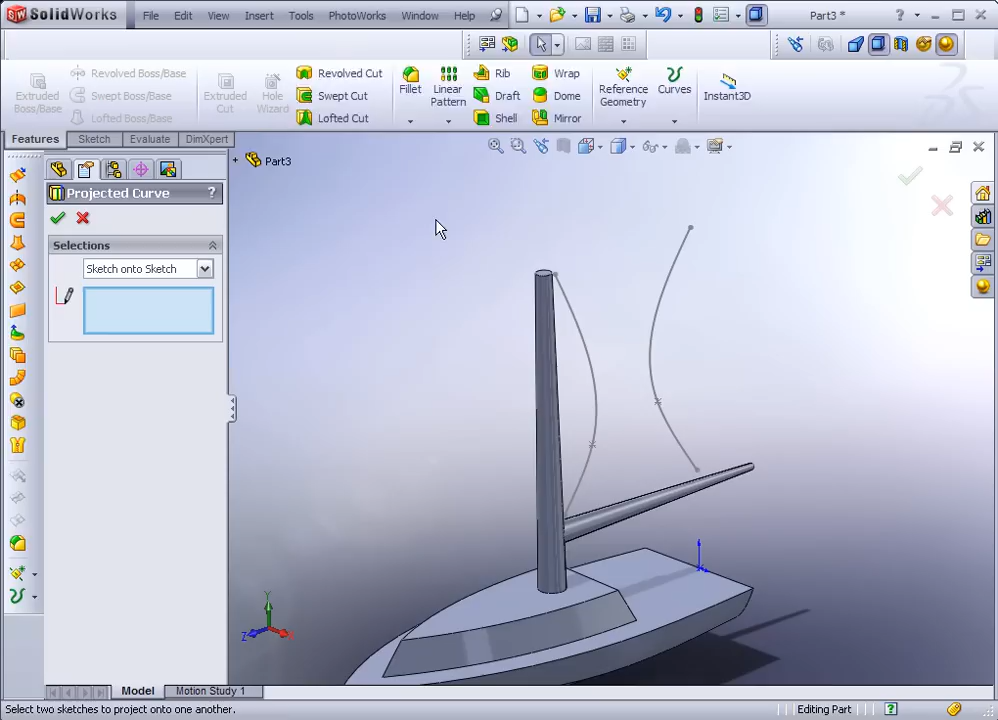 SolidWorks File Edit View Insert Tools PhotoWorks Window Help Part3 *
Extruded Boss/Base
Revolved Boss/Base
Swept Boss/Base
Lofted Boss/Base
Extruded Cut
Hole Wizard
Revolved Cut
Swept Cut
Lofted Cut
Fillet
Linear Pattern
Rib
Draft
Shell
Wrap
Dome
Mirror
Reference Geometry
Curves
Instant3D
Features Sketch Evaluate DimXpert
Part3
Projected Curve ?
Selections
Sketch onto Sketch
Y
Z
Model Motion Study 1
Select two sketches to project onto one another. Editing Part